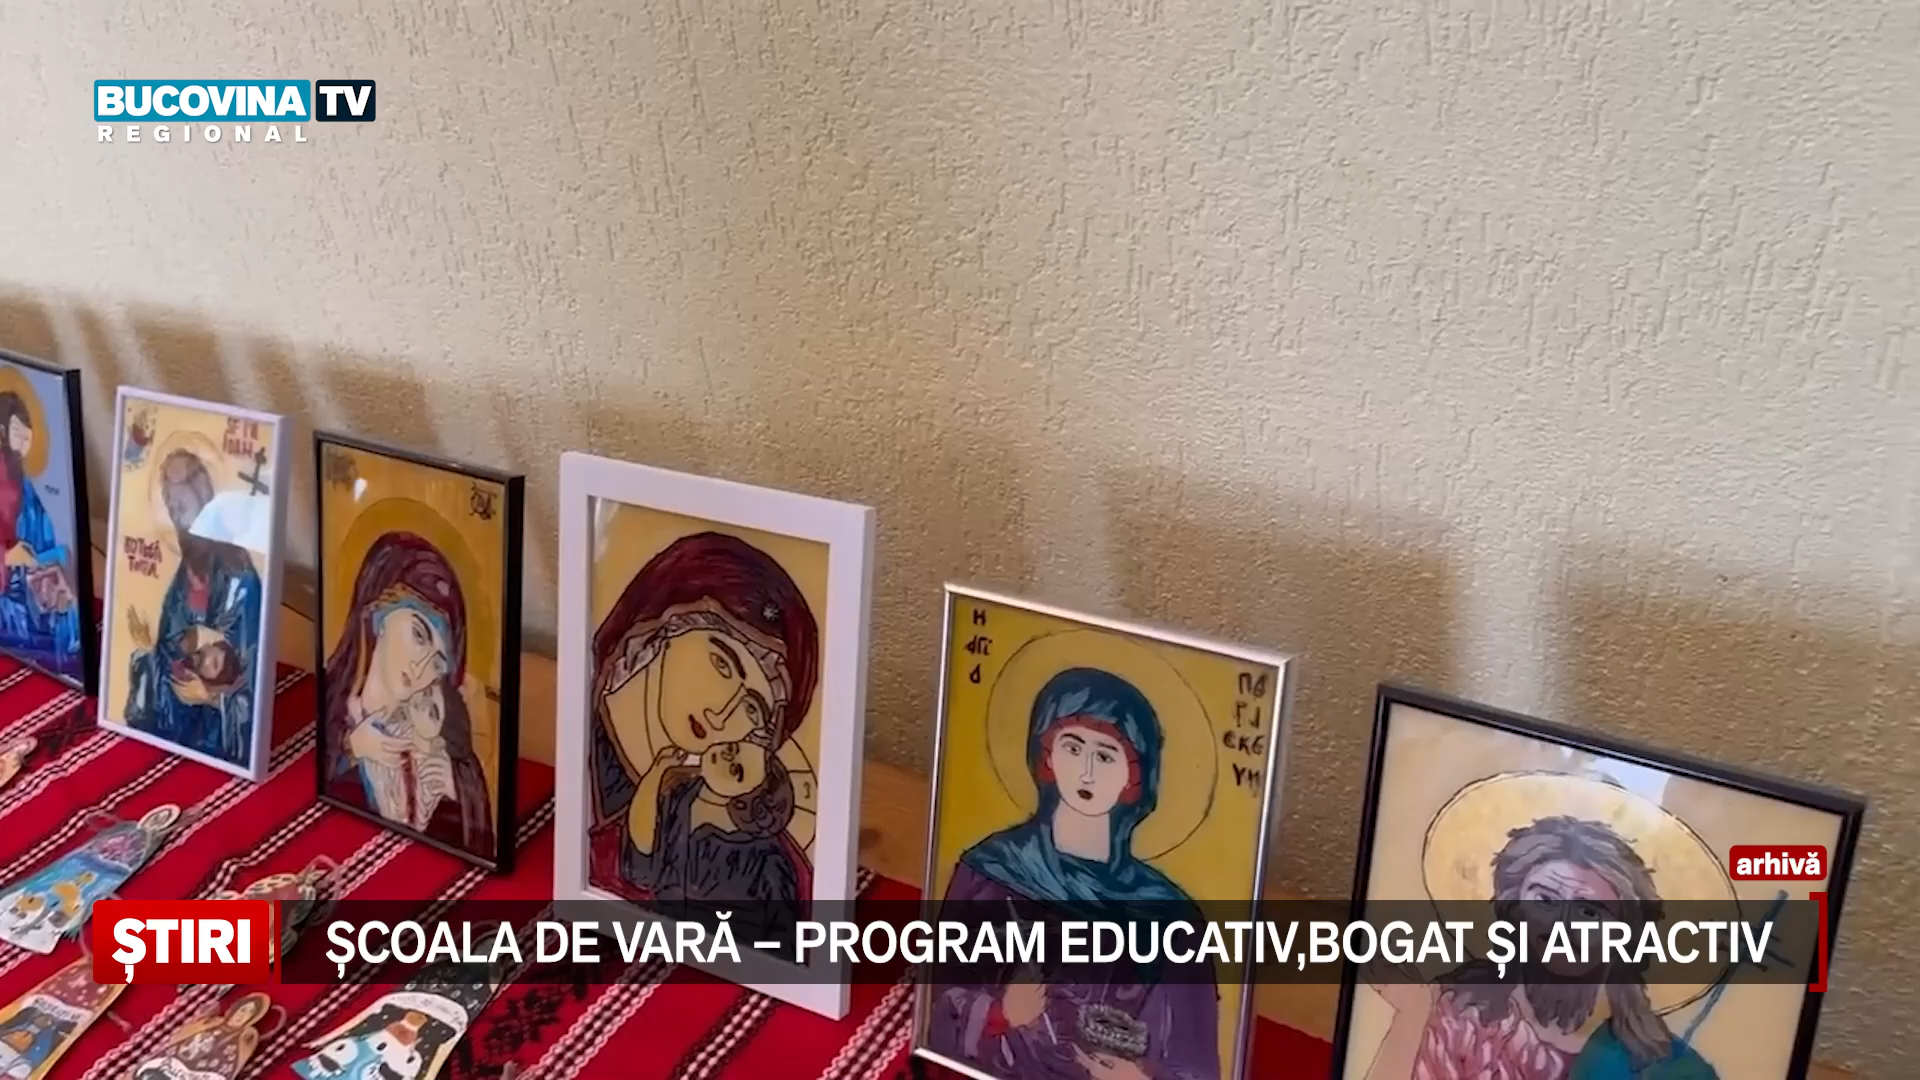 BUCOVINA TV
REGIONAL
arhivă
ȘTIRI
ȘCOALA DE VARĂ – PROGRAM EDUCATIV,BOGAT ȘI ATRACTIV